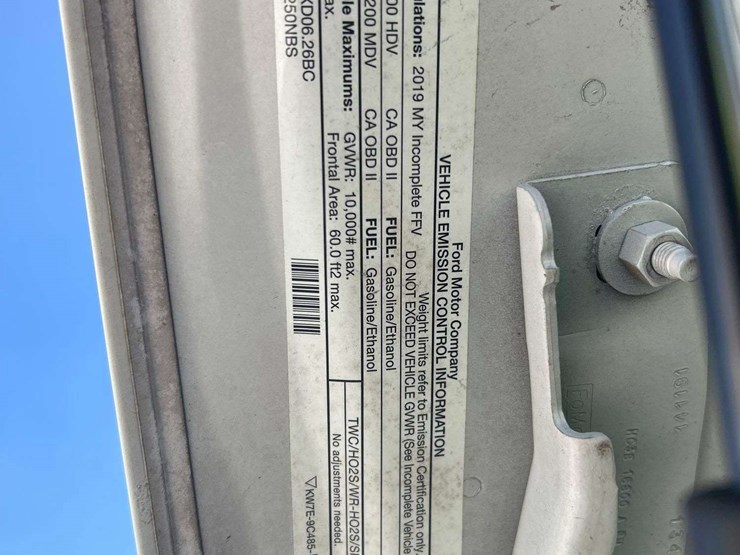 Ford Motor Company
VEHICLE EMISSION CONTROL INFORMATION
Weight limits refer to Emission Certification only.
lations: 2019 MY Incomplete FFV DO NOT EXCEED VEHICLE GVWR (See Incomplete Vehicle
00 HDV CA OBD II FUEL: Gasoline/Ethanol
200 MDV CA OBD II FUEL: Gasoline/Ethanol
TWC/HO2S/WR-HO2S/S
le Maximums: GVWR: 10,000# max.
ax. Frontal Area: 60.0 ft2 max.
No adjustments needed.
KD06.26BC
250NBS
KW7E-9C485-